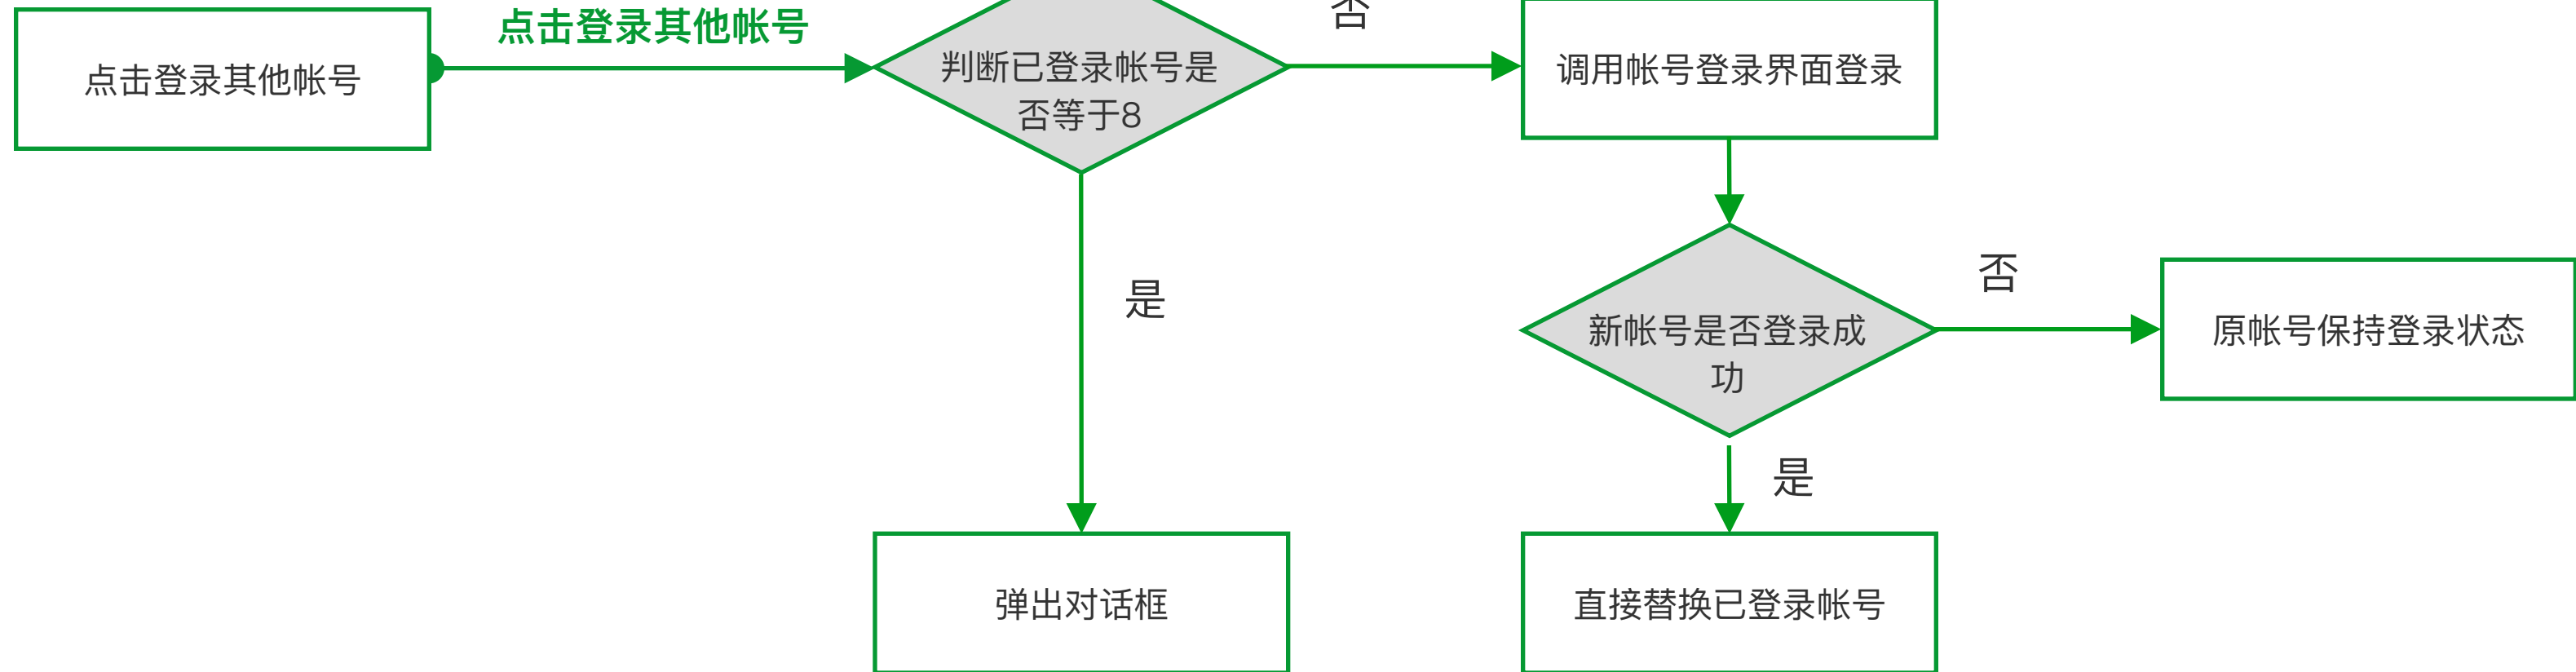 点击登录其他帐号
点击登录其他帐号
判断已登录帐号是
否等于8
否
调用帐号登录界面登录
是
新帐号是否登录成
功
否
原帐号保持登录状态
是
弹出对话框
直接替换已登录帐号